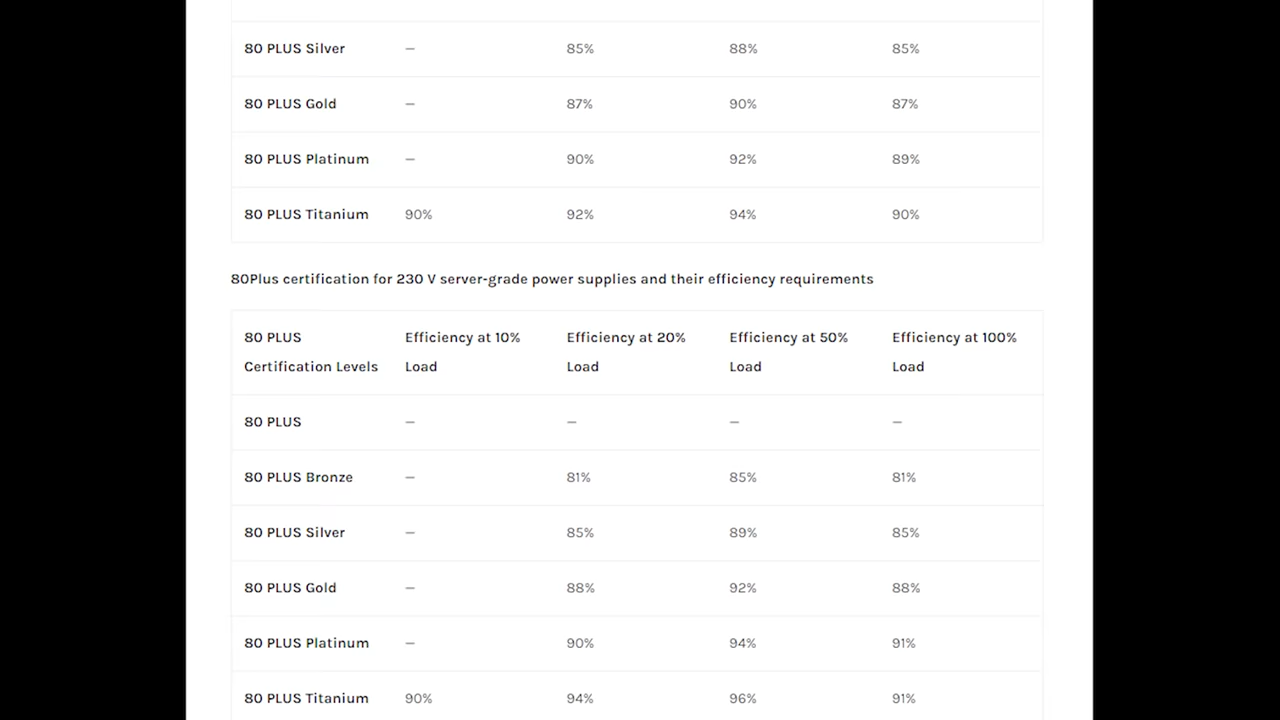 80 PLUS Silver — 85% 88% 85%
80 PLUS Gold — 87% 90% 87%
80 PLUS Platinum — 90% 92% 89%
80 PLUS Titanium 90% 92% 94% 90%
80Plus certification for 230 V server-grade power supplies and their efficiency requirements
80 PLUS Efficiency at 10% Efficiency at 20% Efficiency at 50% Efficiency at 100%
Certification Levels Load Load Load Load
80 PLUS — — — —
80 PLUS Bronze — 81% 85% 81%
80 PLUS Silver — 85% 89% 85%
80 PLUS Gold — 88% 92% 88%
80 PLUS Platinum — 90% 94% 91%
80 PLUS Titanium 90% 94% 96% 91%